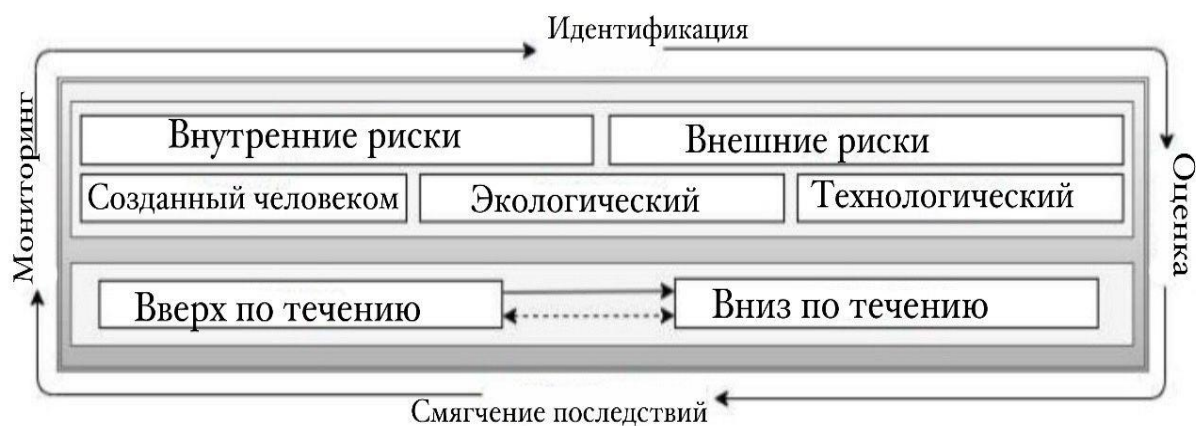 Идентификация
Мониторинг
Внутренние риски
Внешние риски
Созданный человеком
Экологический
Технологический
Оценка
Вверх по течению
Вниз по течению
Смягчение последствий